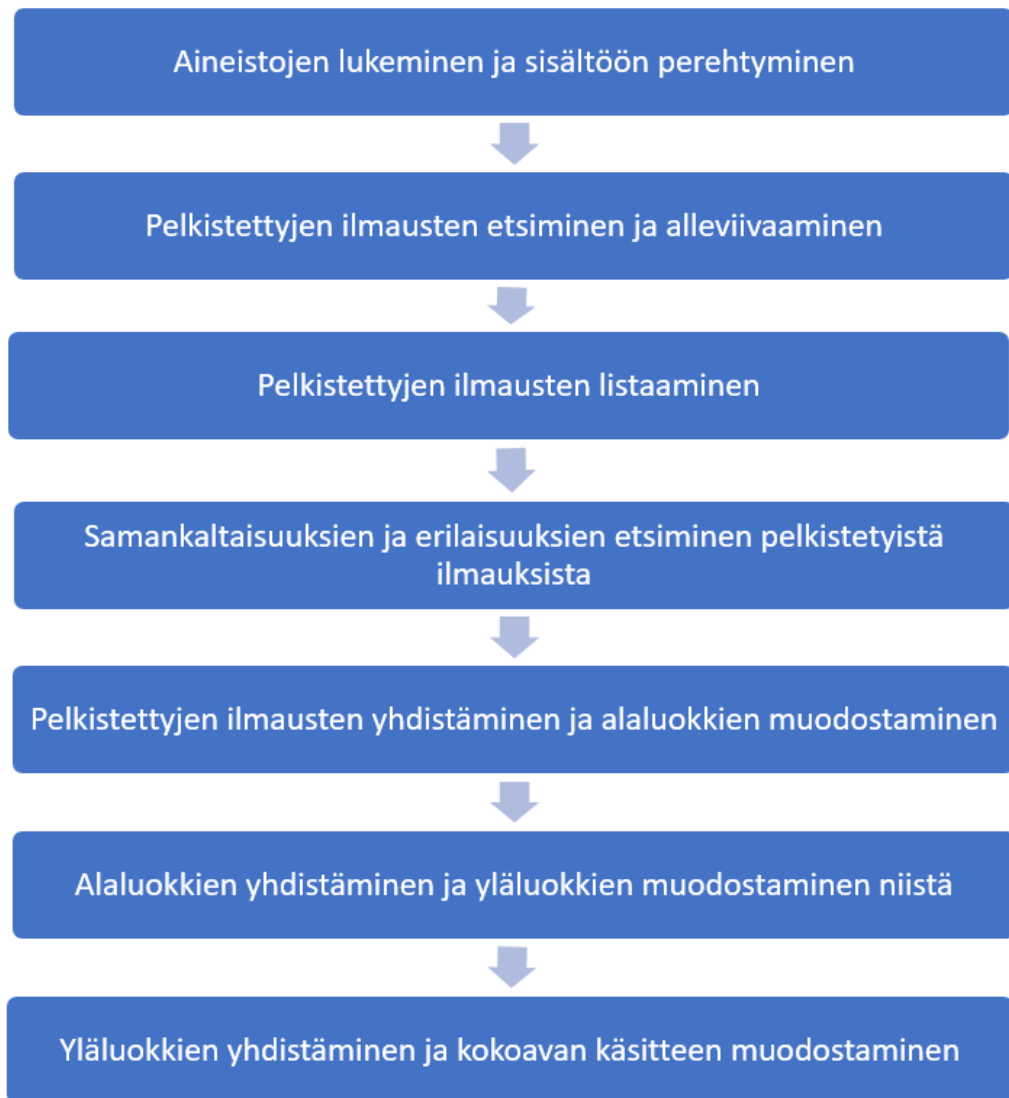 Aineistojen lukeminen ja sisältöön perehtyminen
Pelkistettyjen ilmausten etsiminen ja alleviivaaminen
Pelkistettyjen ilmausten listaaminen
Samankaltaisuuksien ja erilaisuuksien etsiminen pelkistetyistä
ilmauksista
Pelkistettyjen ilmausten yhdistäminen ja alaluokkien muodostaminen
Alaluokkien yhdistäminen ja yläluokkien muodostaminen niistä
Yläluokkien yhdistäminen ja kokoavan käsitteen muodostaminen